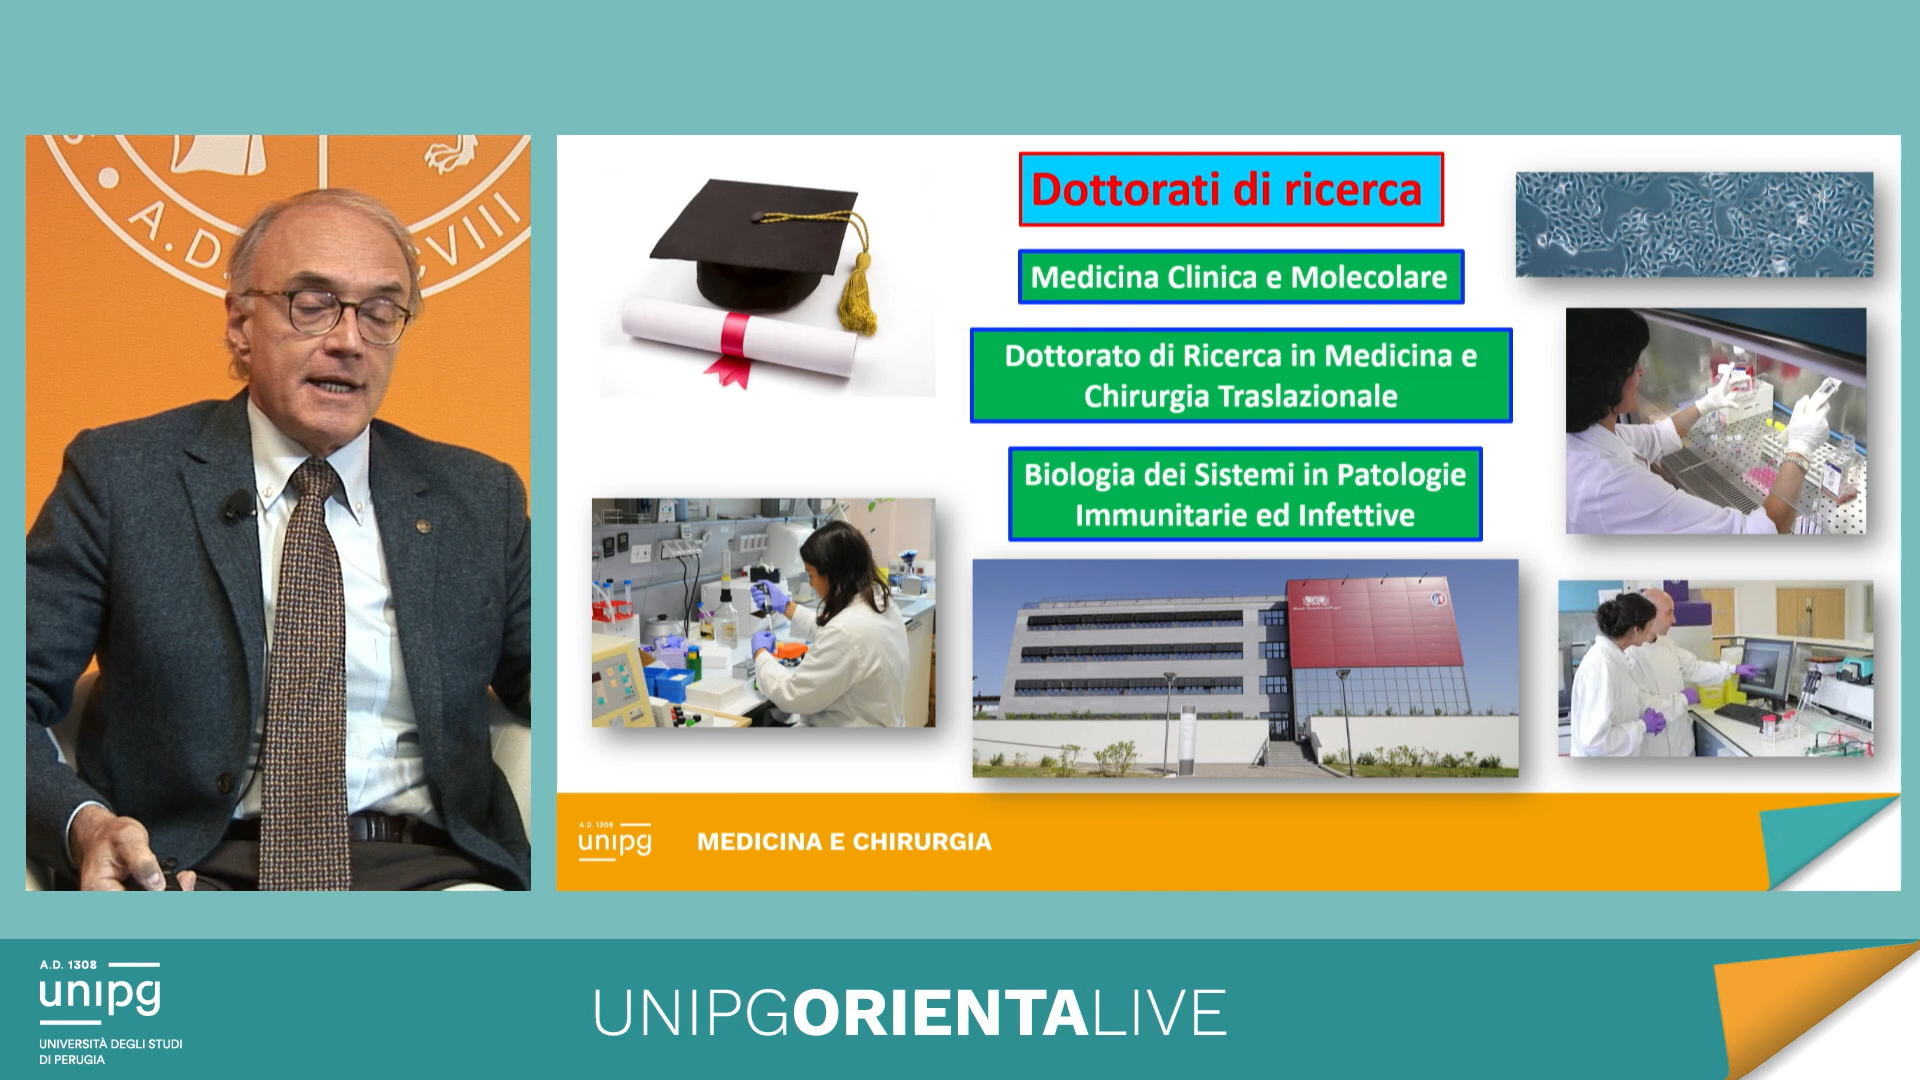 A.D.
CVIII
Dottorati di ricerca
Medicina Clinica e Molecolare
Dottorato di Ricerca in Medicina e
Chirurgia Traslazionale
Biologia dei Sistemi in Patologie
Immunitarie ed Infettive
A.D. 1308
unipg
MEDICINA E CHIRURGIA
A.D. 1308
unipg
UNIVERSITÀ DEGLI STUDI
DI PERUGIA
UNIPGORIENTALIVE